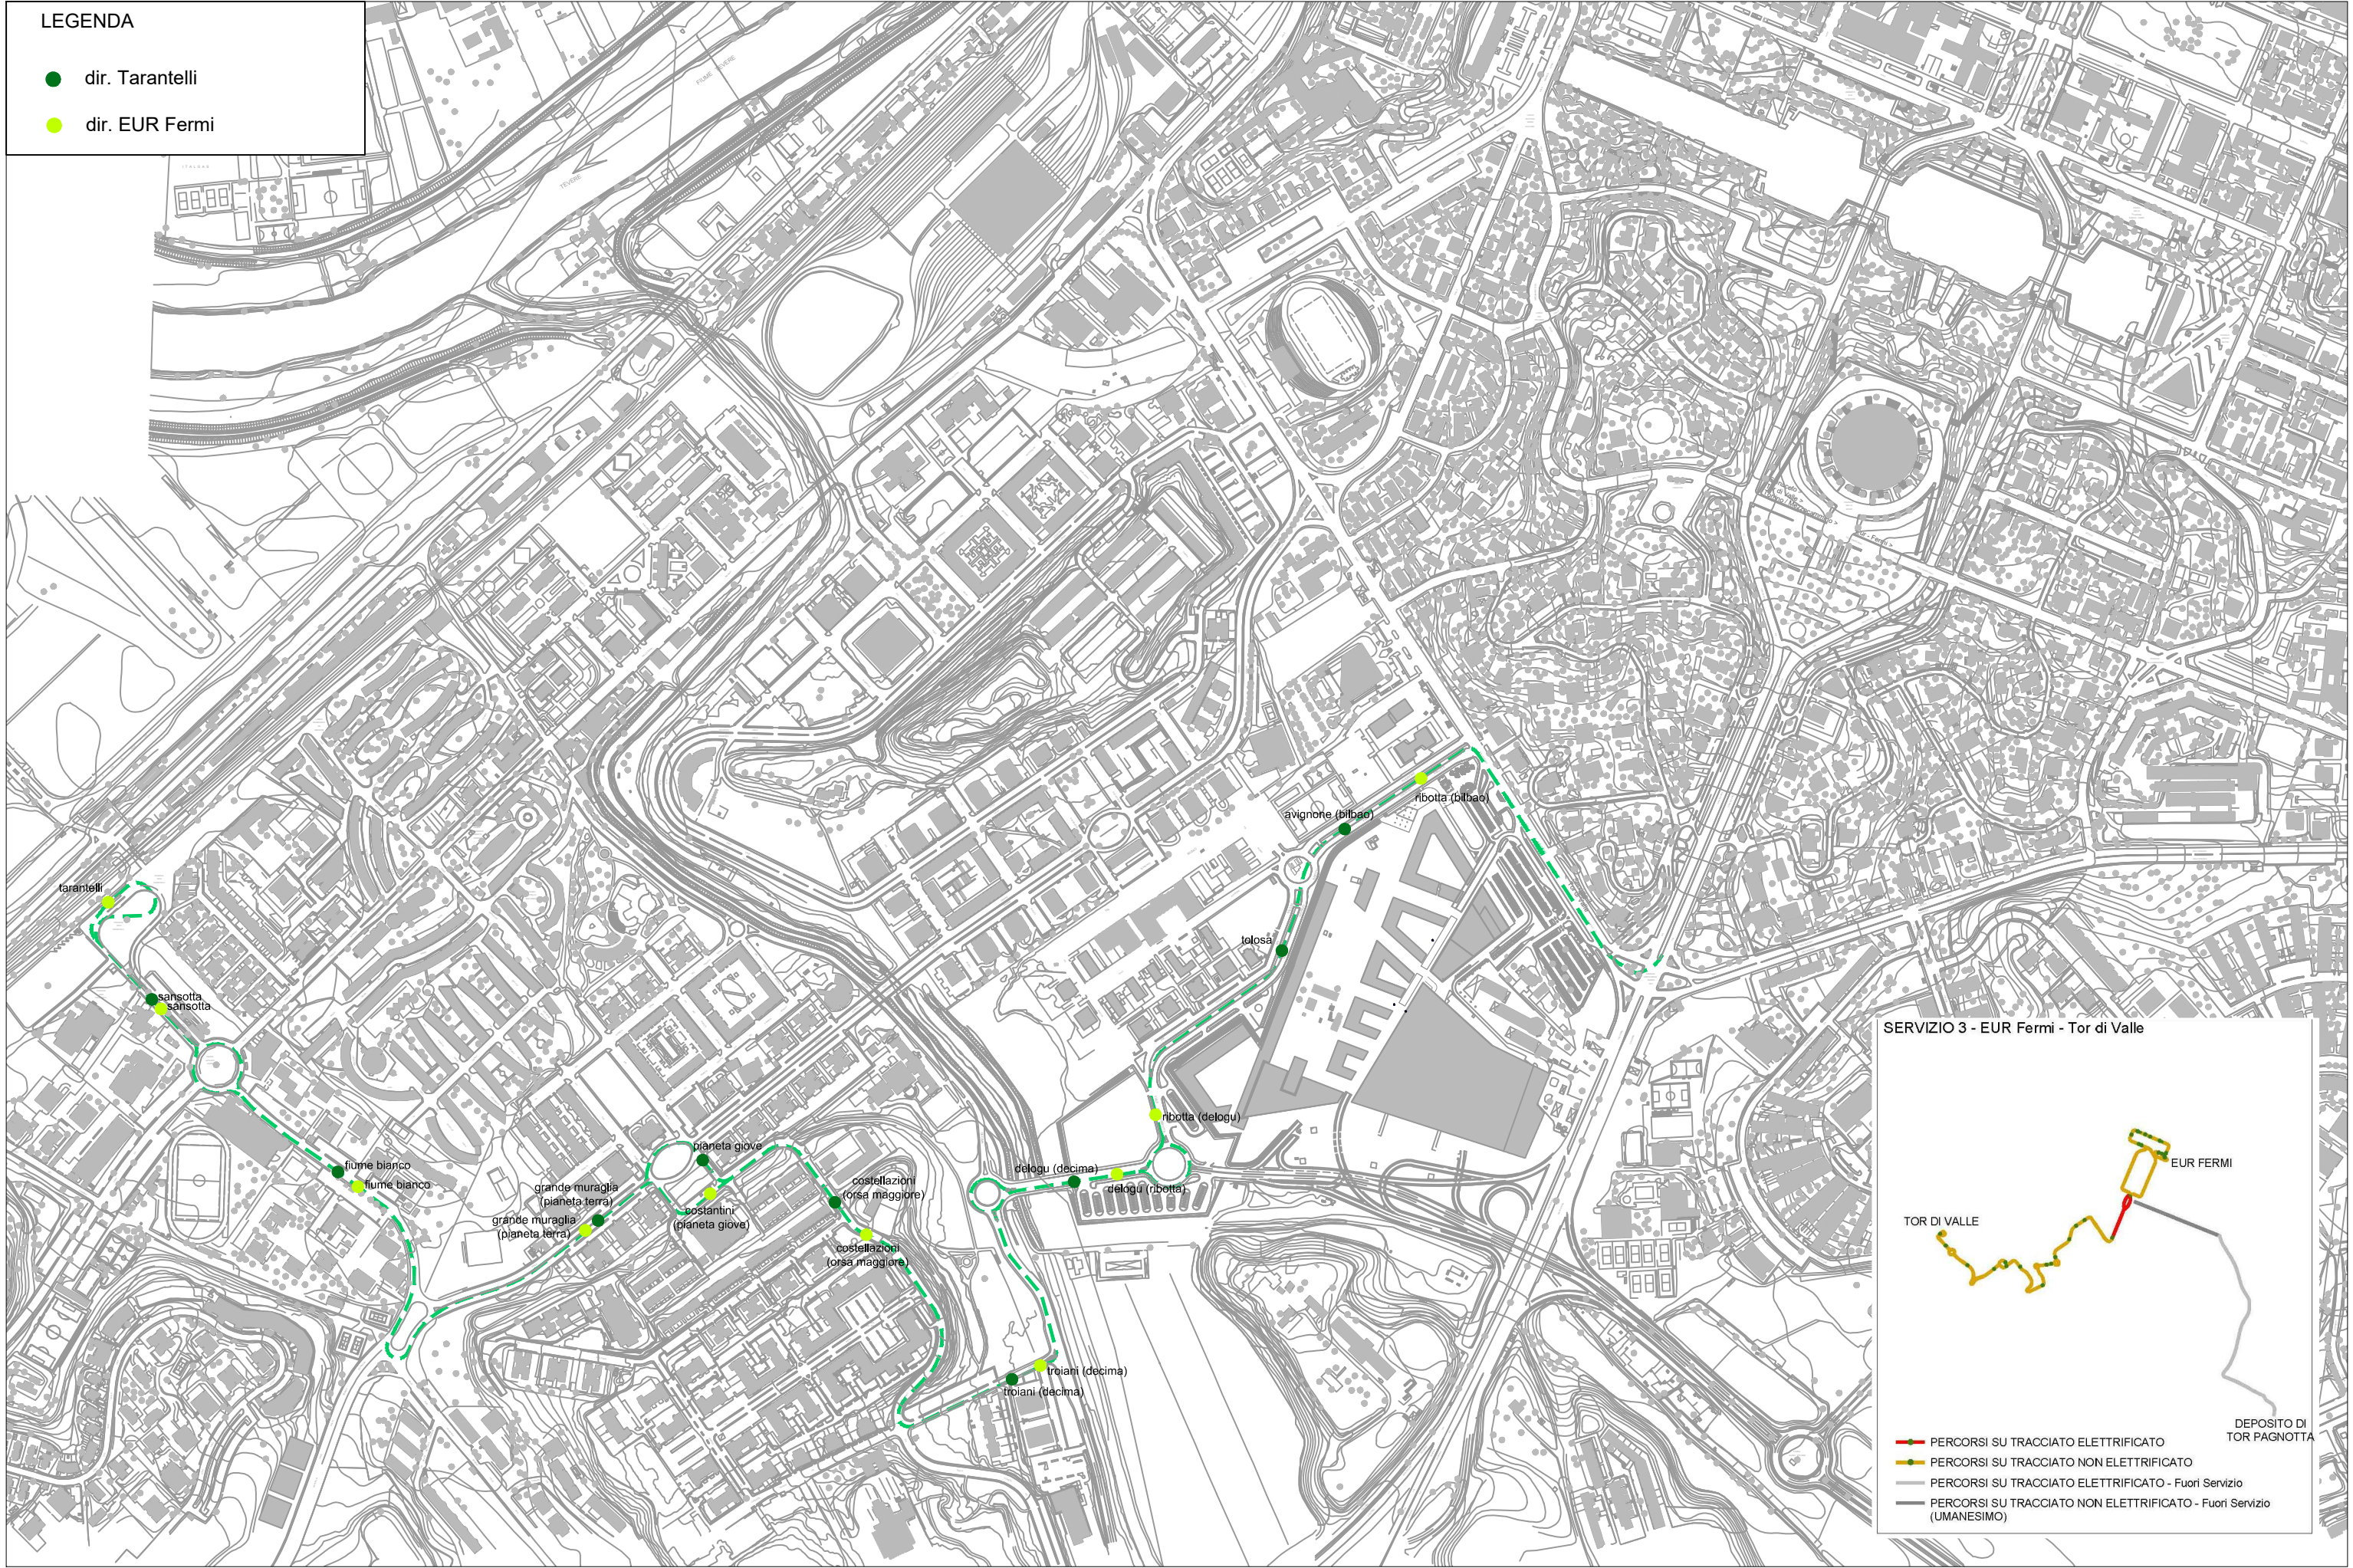 LEGENDA
dir. Tarantelli
dir. EUR Fermi
FIUME TEVERE
TEVERE
ribotta (bilbao)
avignone (bilbao)
tarantelli
tolosa
sansotta
sansotta
ribotta (delogu)
pianeta giove
fiume bianco
fiume bianco
delogu (decima)
delogu (ribotta)
grande muraglia
(pianeta terra)
costellazioni
(orsa maggiore)
costantini
(pianeta giove)
grande muraglia
(pianeta terra)
costellazioni
(orsa maggiore)
troiani (decima)
troiani (decima)
SERVIZIO 3 - EUR Fermi - Tor di Valle
EUR FERMI
TOR DI VALLE
DEPOSITO DI
TOR PAGNOTTA
PERCORSI SU TRACCIATO ELETTRIFICATO
PERCORSI SU TRACCIATO NON ELETTRIFICATO
PERCORSI SU TRACCIATO ELETTRIFICATO - Fuori Servizio
PERCORSI SU TRACCIATO NON ELETTRIFICATO - Fuori Servizio
(UMANESIMO)